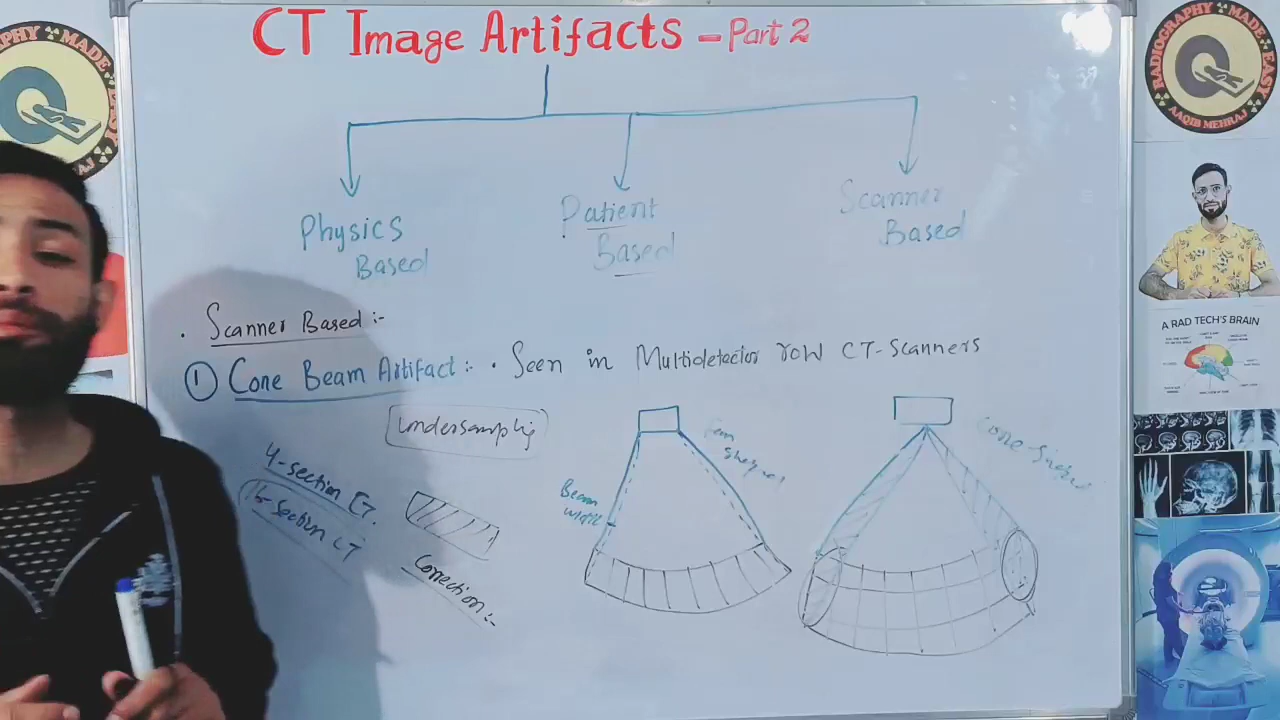 CT Image Artifacts - Part 2
Physics
Based
Patient
Based
Scanner
Based
. Scanner Based :-
① Cone Beam Artifact :- . Seen in Multidetector row CT-Scanners
Undersampling
4-section CT.
16-section CT
Correction :-
Beam
width
Fan
Cone-
RADIOGRAPHY MADE EASY
AAQIB MEHRAJ
A RAD TECH'S BRAIN